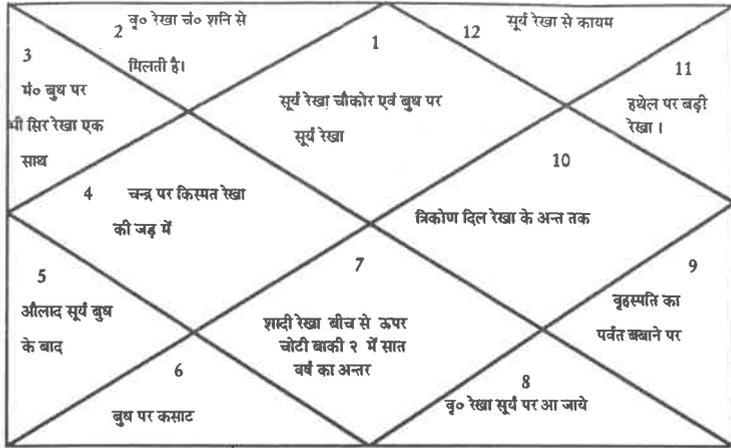 2
वृ० रेखा चं० शनि से
मिलती है।
12
सूर्य रेखा से कायम
3
मं० बुध पर
भी सिर रेखा एक
साथ
1
सूर्य रेखा चौकोर एवं बुध पर
सूर्य रेखा
11
हथेल पर बड़ी
रेखा ।
4
चन्द्र पर किस्मत रेखा
की जड़ में
10
त्रिकोण दिल रेखा के अन्त तक
5
औलाद सूर्य बुध
के बाद
7
शादी रेखा बीच से ऊपर
चोटी बाकी २ में सात
वर्ष का अन्तर
9
वृहस्पति का
पर्वत बखाने पर
6
बुध पर कसाट
8
वृ० रेखा सूर्य पर आ जाये